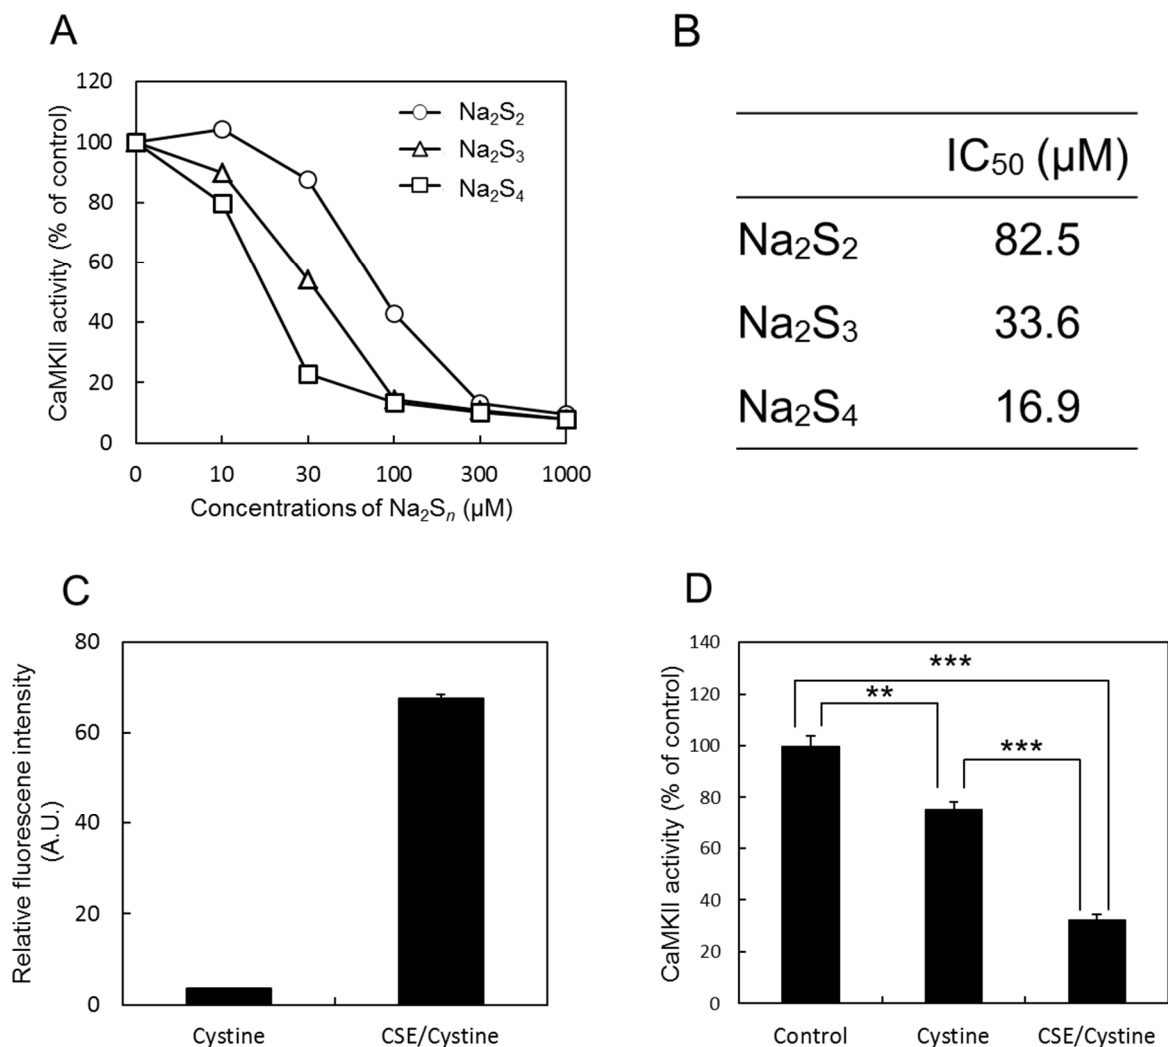 A
CaMKII activity (% of control)
120
100
80
60
40
20
0
0 10 30 100 300 1000
Concentrations of Na₂Sₙ (µM)
Na₂S₂
Na₂S₃
Na₂S₄
B
IC₅₀ (µM)
Na₂S₂ 82.5
Na₂S₃ 33.6
Na₂S₄ 16.9
C
Relative fluorescene intensity
(A.U.)
80
60
40
20
0
Cystine CSE/Cystine
D
CaMKII activity (% of control)
140
120
100
80
60
40
20
0
***
**
***
Control Cystine CSE/Cystine